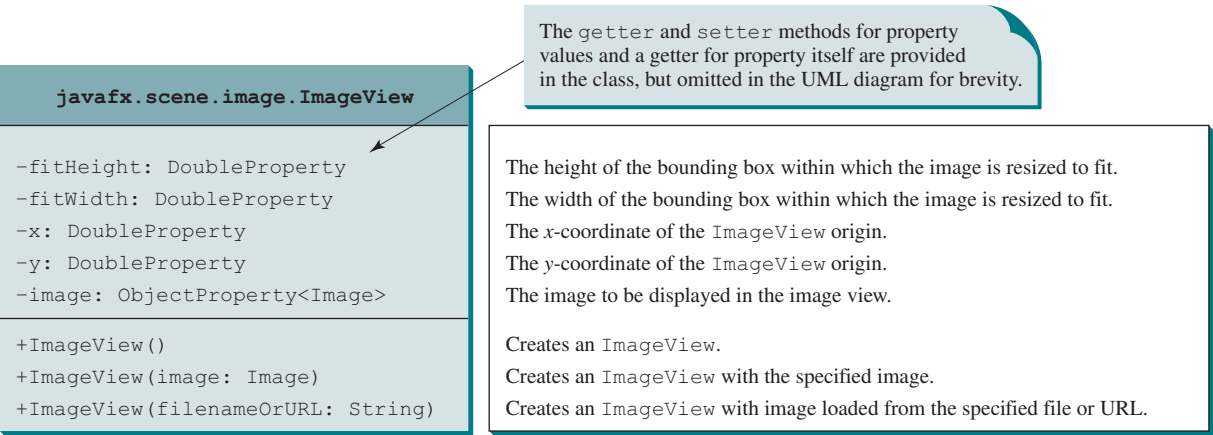 The getter and setter methods for property
values and a getter for property itself are provided
in the class, but omitted in the UML diagram for brevity.
javafx.scene.image.ImageView
-fitHeight: DoubleProperty
The height of the bounding box within which the image is resized to fit.
-fitWidth: DoubleProperty
The width of the bounding box within which the image is resized to fit.
-x: DoubleProperty
The x-coordinate of the ImageView origin.
-y: DoubleProperty
The y-coordinate of the ImageView origin.
-image: ObjectProperty<Image>
The image to be displayed in the image view.
+ImageView()
Creates an ImageView.
+ImageView(image: Image)
Creates an ImageView with the specified image.
+ImageView(filenameOrURL: String)
Creates an ImageView with image loaded from the specified file or URL.